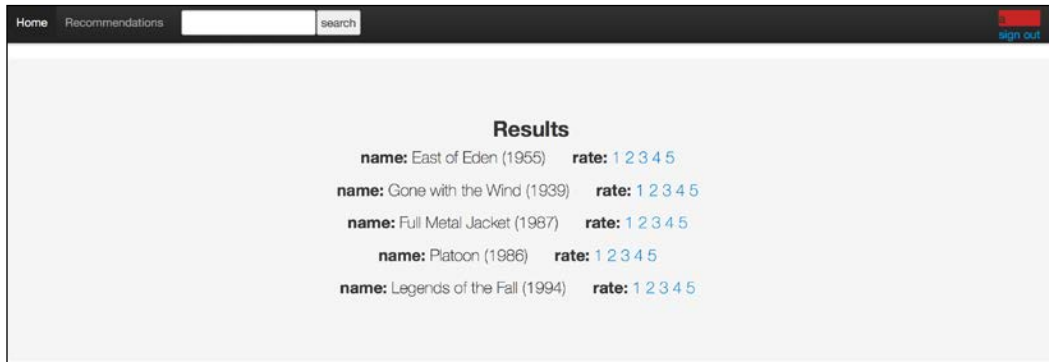 Home Recommendations search
a
sign out
Results
name: East of Eden (1955) rate: 1 2 3 4 5
name: Gone with the Wind (1939) rate: 1 2 3 4 5
name: Full Metal Jacket (1987) rate: 1 2 3 4 5
name: Platoon (1986) rate: 1 2 3 4 5
name: Legends of the Fall (1994) rate: 1 2 3 4 5